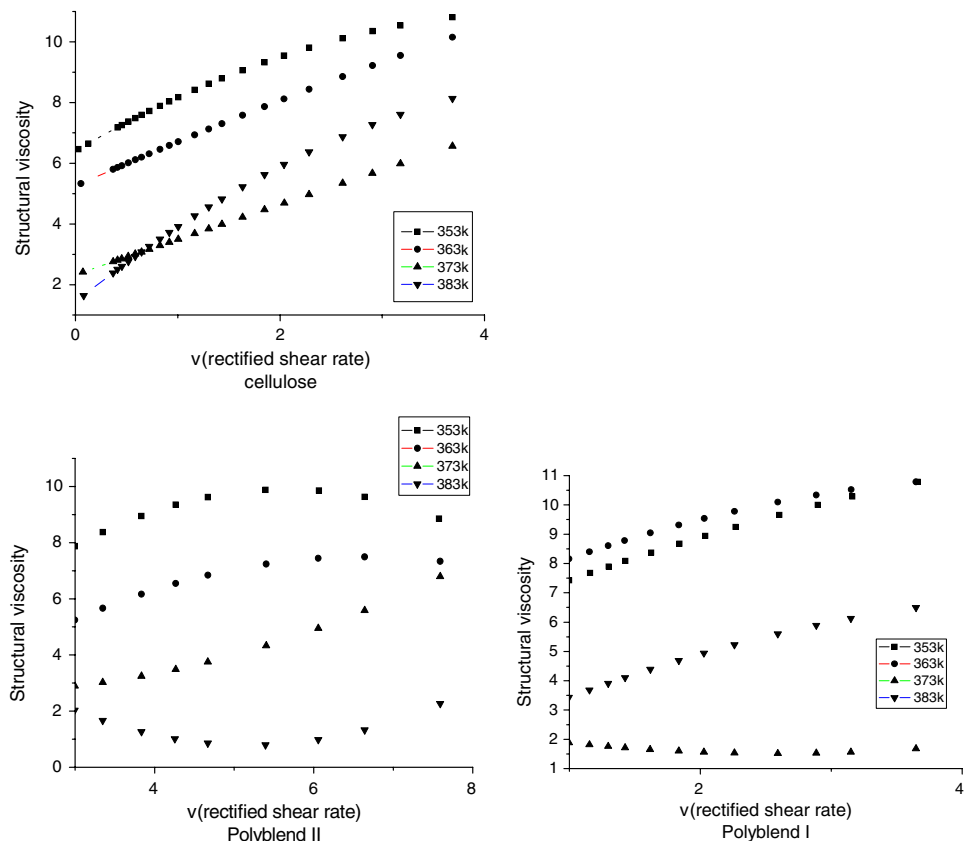 10
8
6
4
2
0
2
4
Structural viscosity
353k
363k
373k
383k
v(rectified shear rate)
cellulose
10
8
6
4
2
0
4
6
8
Structural viscosity
353k
363k
373k
383k
v(rectified shear rate)
Polyblend II
11
10
9
8
7
6
5
4
3
2
1
2
4
Structural viscosity
353k
363k
373k
383k
v(rectified shear rate)
Polyblend I